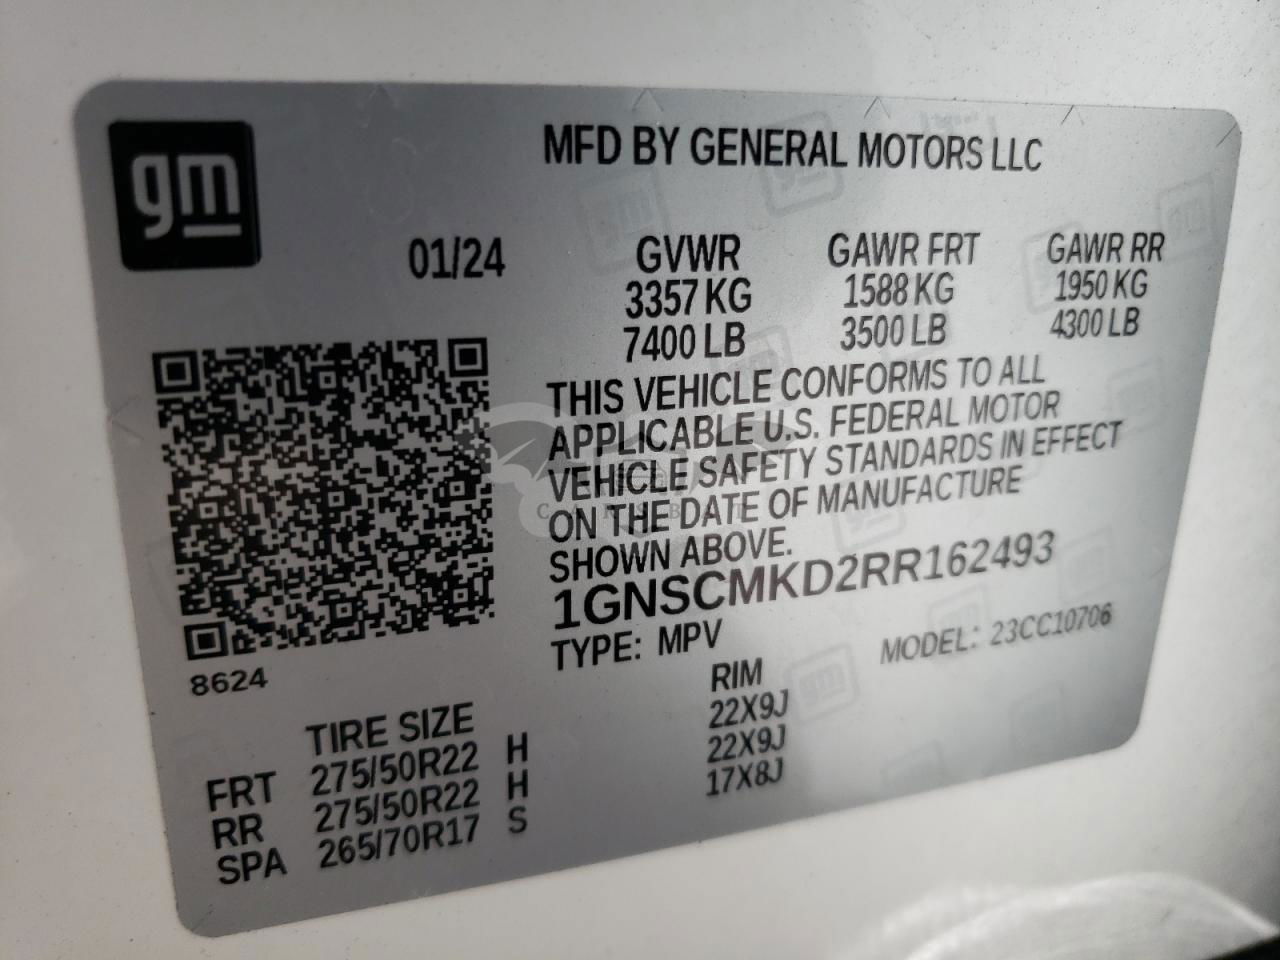 gm
MFD BY GENERAL MOTORS LLC
01/24 GVWR GAWR FRT GAWR RR
3357 KG 1588 KG 1950 KG
7400 LB 3500 LB 4300 LB
THIS VEHICLE CONFORMS TO ALL
APPLICABLE U.S. FEDERAL MOTOR
VEHICLE SAFETY STANDARDS IN EFFECT
ON THE DATE OF MANUFACTURE
SHOWN ABOVE.
1GNSCMKD2RR162493
TYPE: MPV MODEL: 23CC10706
8624
TIRE SIZE RIM
FRT 275/50R22 H 22X9J
RR 275/50R22 H 22X9J
SPA 265/70R17 S 17X8J